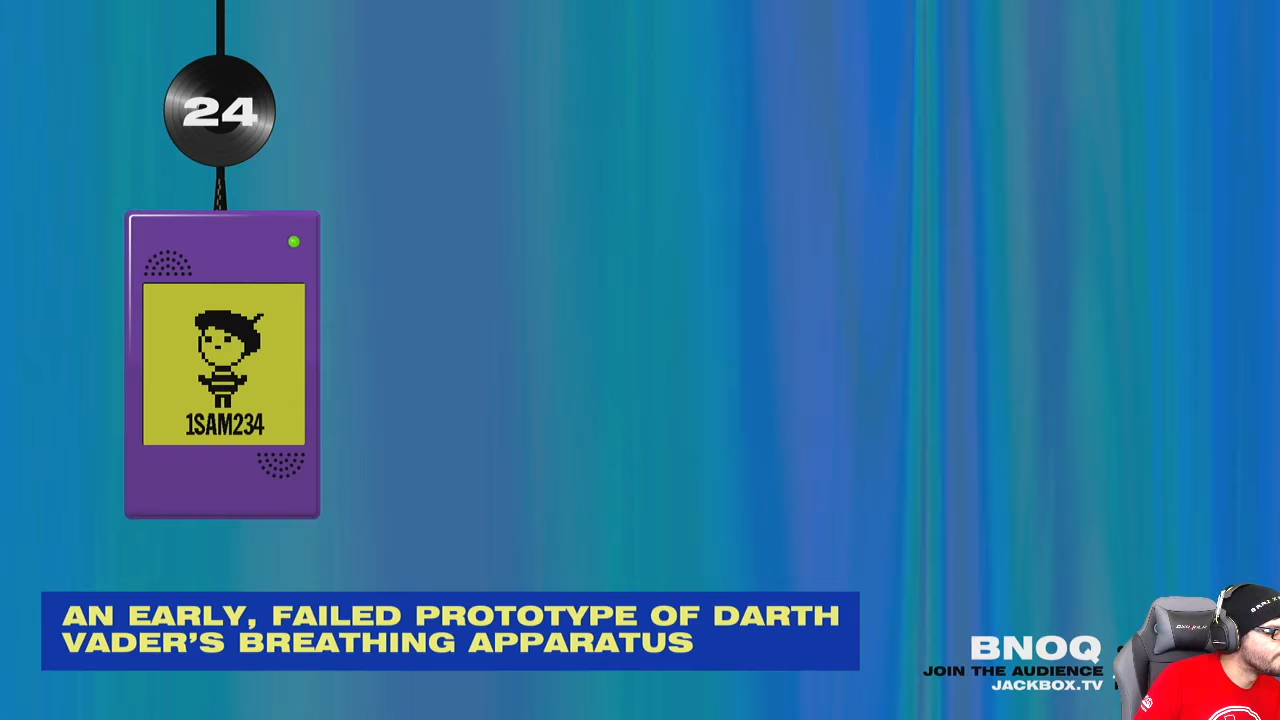 24
1SAM234
AN EARLY, FAILED PROTOTYPE OF DARTH
VADER'S BREATHING APPARATUS
BNOQ
JOIN THE AUDIENCE
JACKBOX.TV